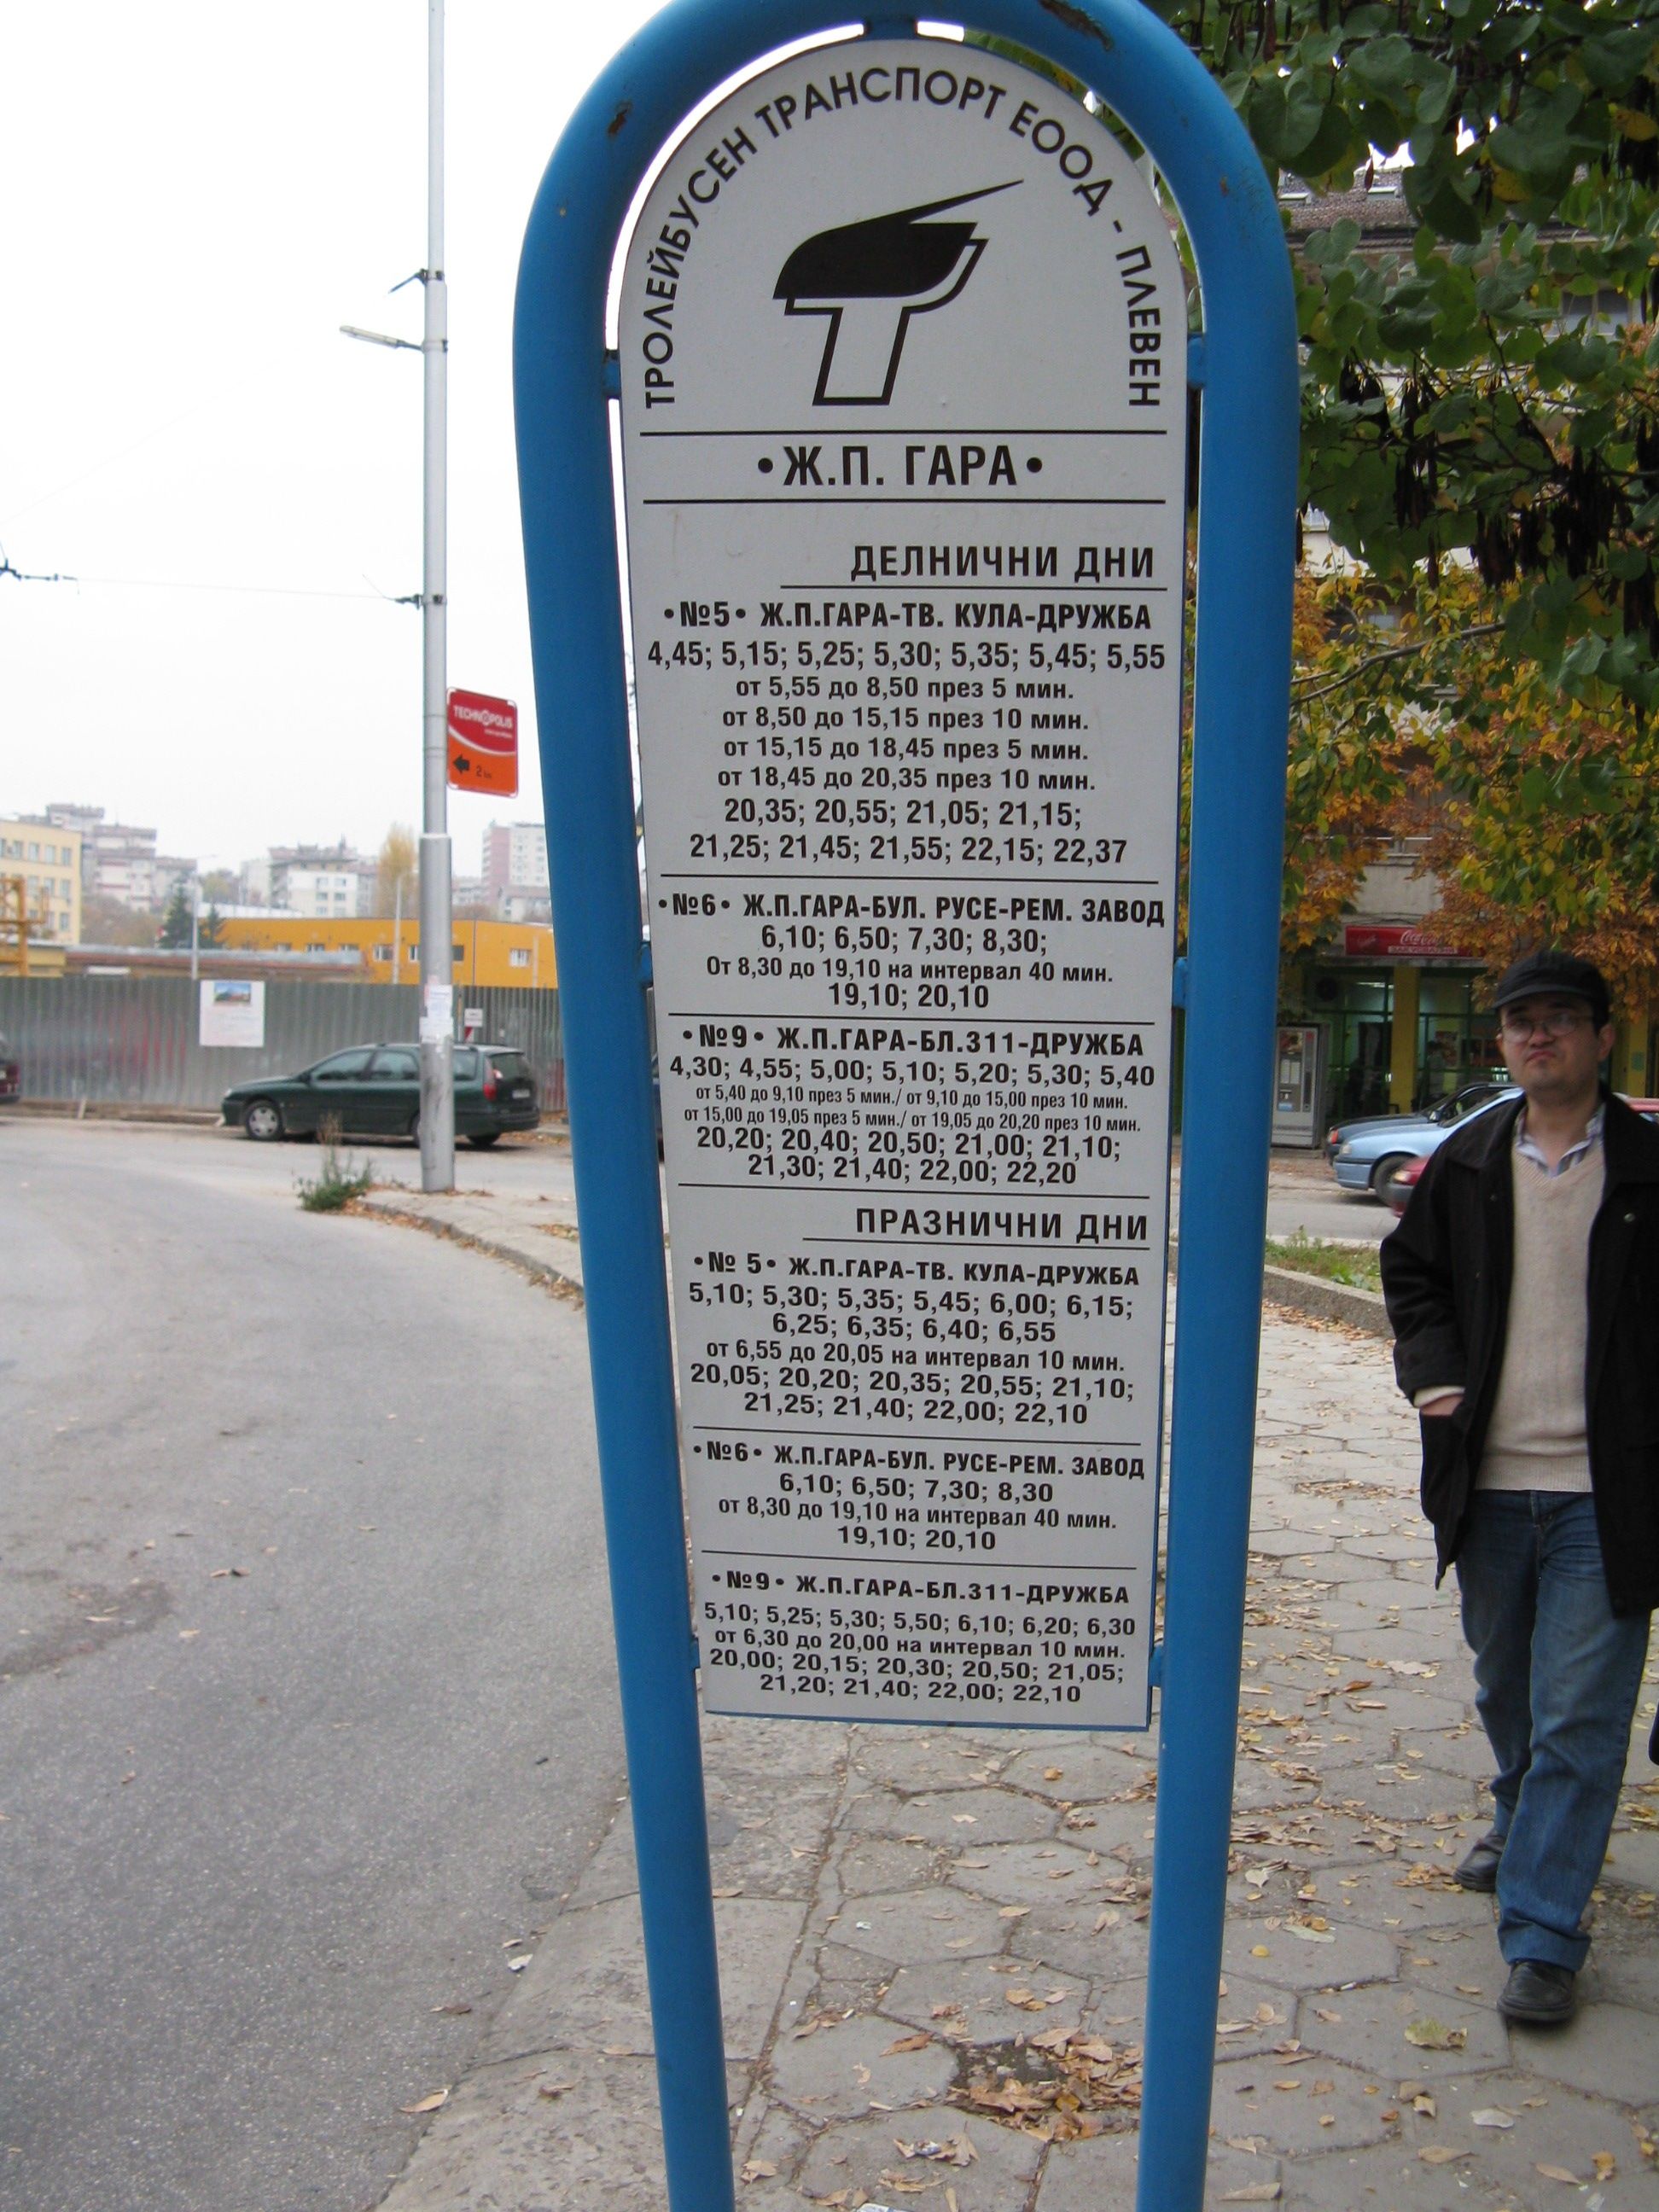 ТРОЛЕЙБУСЕН ТРАНСПОРТ ЕООД - ПЛЕВЕН
•Ж.П. ГАРА•
ДЕЛНИЧНИ ДНИ
•№5• Ж.П.ГАРА-ТВ. КУЛА-ДРУЖБА
4,45; 5,15; 5,25; 5,30; 5,35; 5,45; 5,55
от 5,55 до 8,50 през 5 мин.
от 8,50 до 15,15 през 10 мин.
от 15,15 до 18,45 през 5 мин.
от 18,45 до 20,35 през 10 мин.
20,35; 20,55; 21,05; 21,15;
21,25; 21,45; 21,55; 22,15; 22,37
•№6• Ж.П.ГАРА-БУЛ. РУСЕ-РЕМ. ЗАВОД
6,10; 6,50; 7,30; 8,30;
От 8,30 до 19,10 на интервал 40 мин.
19,10; 20,10
•№9• Ж.П.ГАРА-БЛ.311-ДРУЖБА
4,30; 4,55; 5,00; 5,10; 5,20; 5,30; 5,40
от 5,40 до 9,10 през 5 мин./ от 9,10 до 15,00 през 10 мин.
от 15,00 до 19,05 през 5 мин./ от 19,05 до 20,20 през 10 мин.
20,20; 20,40; 20,50; 21,00; 21,10;
21,30; 21,40; 22,00; 22,20
ПРАЗНИЧНИ ДНИ
•№ 5• Ж.П.ГАРА-ТВ. КУЛА-ДРУЖБА
5,10; 5,30; 5,35; 5,45; 6,00; 6,15;
6,25; 6,35; 6,40; 6,55
от 6,55 до 20,05 на интервал 10 мин.
20,05; 20,20; 20,35; 20,55; 21,10;
21,25; 21,40; 22,00; 22,10
•№6• Ж.П.ГАРА-БУЛ. РУСЕ-РЕМ. ЗАВОД
6,10; 6,50; 7,30; 8,30
от 8,30 до 19,10 на интервал 40 мин.
19,10; 20,10
•№9• Ж.П.ГАРА-БЛ.311-ДРУЖБА
5,10; 5,25; 5,30; 5,50; 6,10; 6,20; 6,30
от 6,30 до 20,00 на интервал 10 мин.
20,00; 20,15; 20,30; 20,50; 21,05;
21,20; 21,40; 22,00; 22,10
TECHNOPOLIS
2 km
Coca-Cola